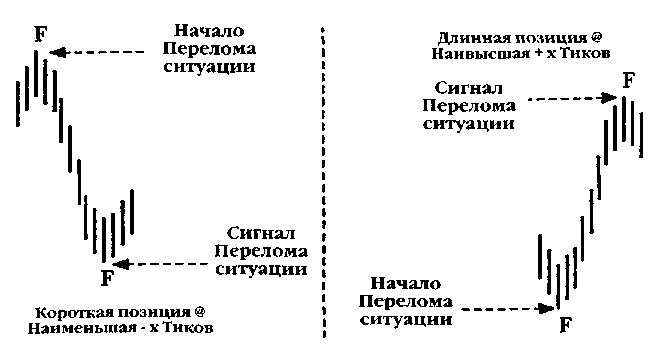 F
Начало
Перелома
ситуации
Сигнал
Перелома
ситуации
F
Короткая позиция @
Наименьшая - х Тиков
Длинная позиция @
Наивысшая + х Тиков
F
Сигнал
Перелома
ситуации
Начало
Перелома
ситуации
F